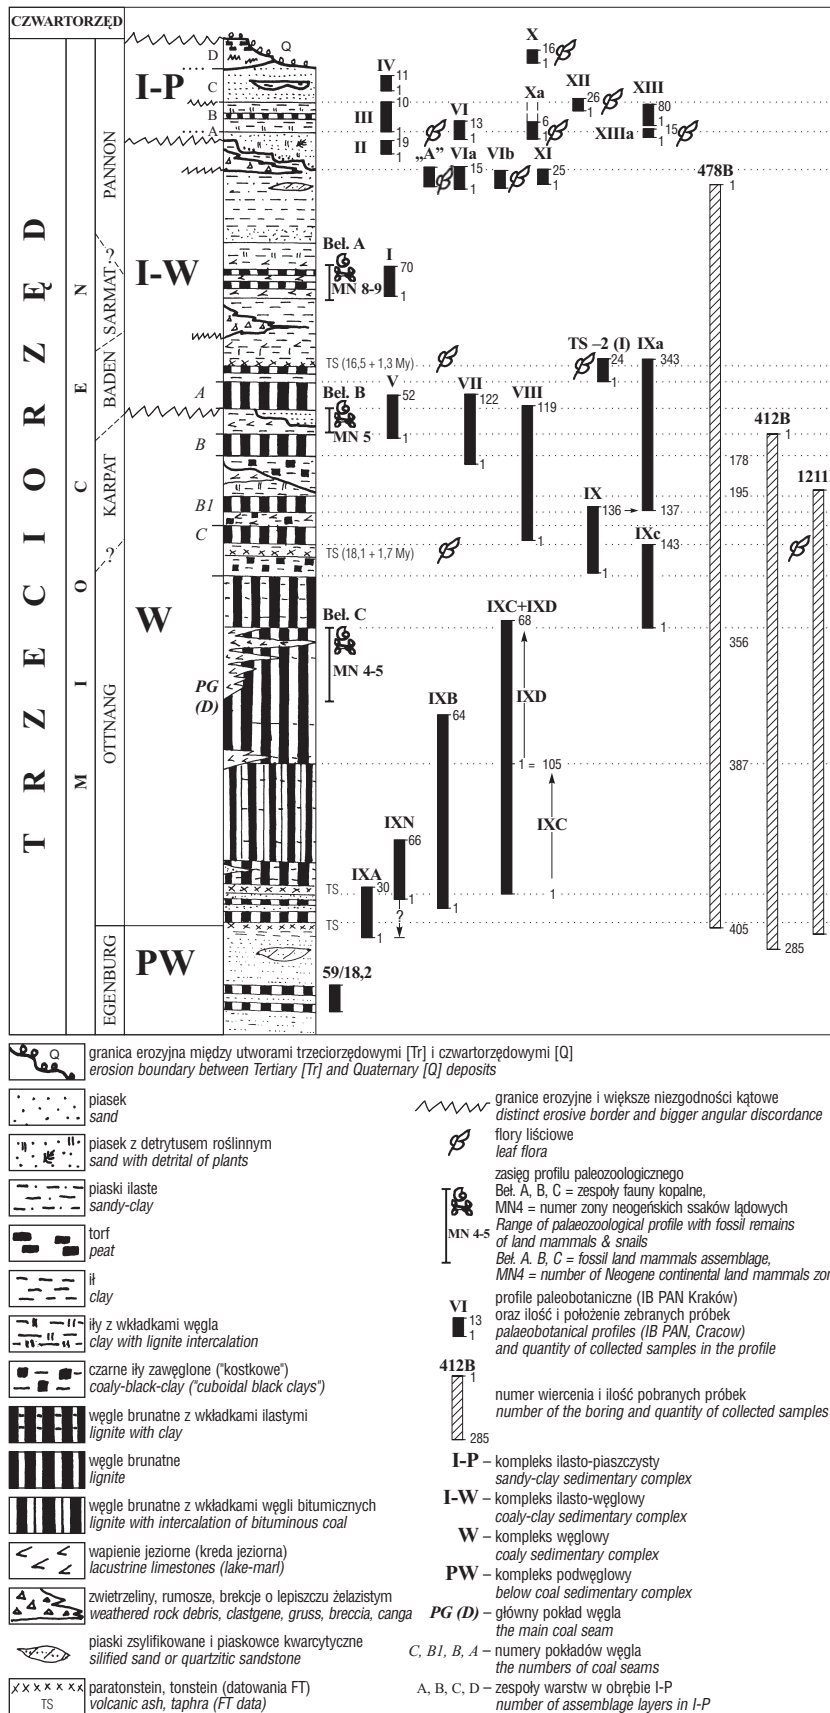 CZWARTORZĘD
TRZECIORZĘD
MIOCEN
PANNON
?
SARMAT
BADEN
KARPAT
?
OTTNANG
EGENBURG
I-P
I-W
W
PW
D
Q
C
B
A
A
B
B1
C
PG
(D)
X
16
1
IV
11
1
XII
26
1
XIII
80
1
Xa
6
1
III
10
1
VI
13
1
XIIIa
15
1
II
19
1
„A”
VIa
15
1
VIb
XI
25
1
478B
1
Beł. A
MN 8-9
I
70
1
TS (16,5 + 1,3 My)
TS –2 (I)
24
1
IXa
343
Beł. B
MN 5
V
52
1
VII
122
1
VIII
119
1
412B
1
178
195
1211
IX
136
137
1
IXc
143
1
TS (18,1 + 1,7 My)
Beł. C
MN 4-5
IXC+IXD
68
356
IXB
64
1
IXD
1 = 105
387
IXC
1
IXN
66
1
?
IXA
30
1
TS
TS
405
285
59/18,2
Q
granica erozyjna między utworami trzeciorzędowymi [Tr] i czwartorzędowymi [Q]
erosion boundary between Tertiary [Tr] and Quaternary [Q] deposits
piasek
sand
piasek z detrytusem roślinnym
sand with detrital of plants
piaski ilaste
sandy-clay
torf
peat
ił
clay
iły z wkładkami węgla
clay with lignite intercalation
czarne iły zawęglone ("kostkowe")
coaly-black-clay ("cuboidal black clays")
węgle brunatne z wkładkami ilastymi
lignite with clay
węgle brunatne
lignite
węgle brunatne z wkładkami węgli bitumicznych
lignite with intercalation of bituminous coal
wapienie jeziorne (kreda jeziorna)
lacustrine limestones (lake-marl)
zwietrzeliny, rumosze, brekcje o lepiszczu żelazistym
weathered rock debris, clastgene, gruss, breccia, canga
piaski zsylifikowane i piaskowce kwarcytyczne
silified sand or quartzitic sandstone
TS
paratonstein, tonstein (datowania FT)
volcanic ash, taphra (FT data)
granice erozyjne i większe niezgodności kątowe
distinct erosive border and bigger angular discordance
flory liściowe
leaf flora
MN 4-5
zasięg profilu paleozoologicznego
Beł. A, B, C = zespoły fauny kopalne,
MN4 = numer zony neogeńskich ssaków lądowych
Range of palaeozoological profile with fossil remains
of land mammals & snails
Beł. A. B, C = fossil land mammals assemblage,
MN4 = number of Neogene continental land mammals zon
VI
13
1
profile paleobotaniczne (IB PAN Kraków)
oraz ilość i położenie zebranych próbek
palaeobotanical profiles (IB PAN, Cracow)
and quantity of collected samples in the profile
412B
1
285
numer wiercenia i ilość pobranych próbek
number of the boring and quantity of collected samples
I-P – kompleks ilasto-piaszczysty
sandy-clay sedimentary complex
I-W – kompleks ilasto-węglowy
coaly-clay sedimentary complex
W – kompleks węglowy
coaly sedimentary complex
PW – kompleks podwęglowy
below coal sedimentary complex
PG (D) – główny pokład węgla
the main coal seam
C, B1, B, A – numery pokładów węgla
the numbers of coal seams
A, B, C, D – zespoły warstw w obrębie I-P
number of assemblage layers in I-P